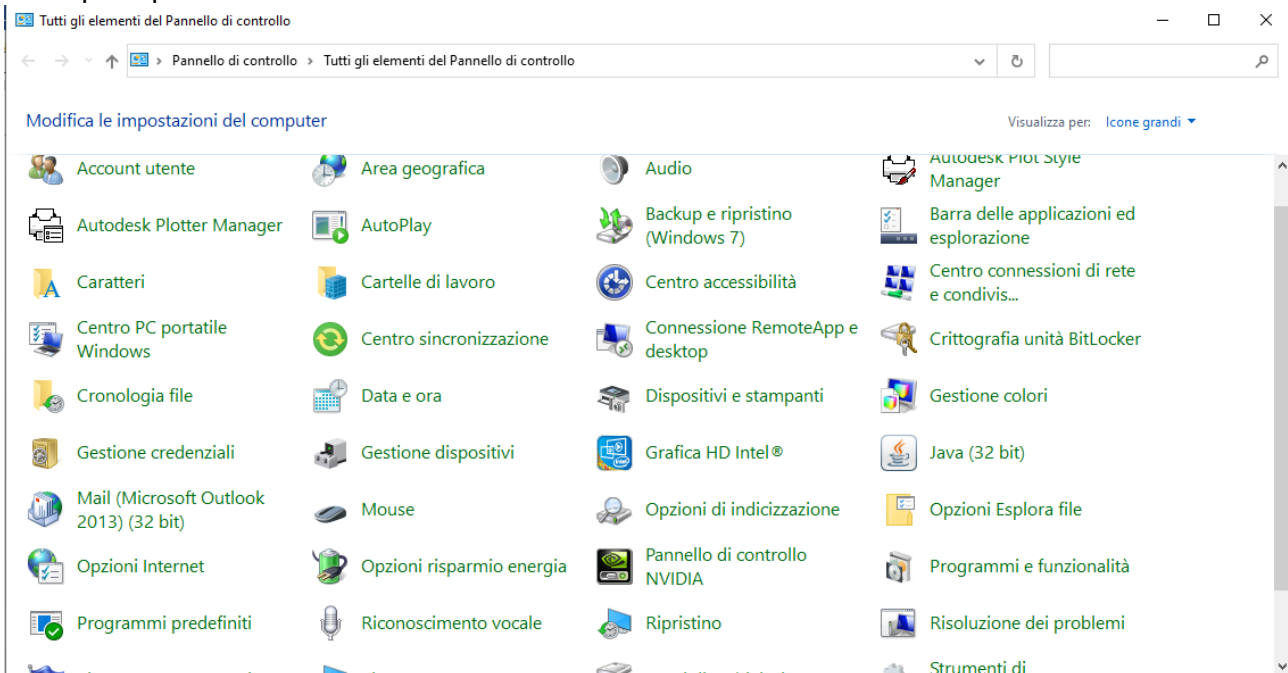 Tutti gli elementi del Pannello di controllo
Pannello di controllo > Tutti gli elementi del Pannello di controllo
Modifica le impostazioni del computer
Visualizza per: Icone grandi
Account utente
Area geografica
Audio
Autodesk Plot Style
Manager
Autodesk Plotter Manager
AutoPlay
Backup e ripristino
(Windows 7)
Barra delle applicazioni ed
esplorazione
Caratteri
Cartelle di lavoro
Centro accessibilità
Centro connessioni di rete
e condivis...
Centro PC portatile
Windows
Centro sincronizzazione
Connessione RemoteApp e
desktop
Crittografia unità BitLocker
Cronologia file
Data e ora
Dispositivi e stampanti
Gestione colori
Gestione credenziali
Gestione dispositivi
Grafica HD Intel®
Java (32 bit)
Mail (Microsoft Outlook
2013) (32 bit)
Mouse
Opzioni di indicizzazione
Opzioni Esplora file
Opzioni Internet
Opzioni risparmio energia
Pannello di controllo
NVIDIA
Programmi e funzionalità
Programmi predefiniti
Riconoscimento vocale
Ripristino
Risoluzione dei problemi
Strumenti di